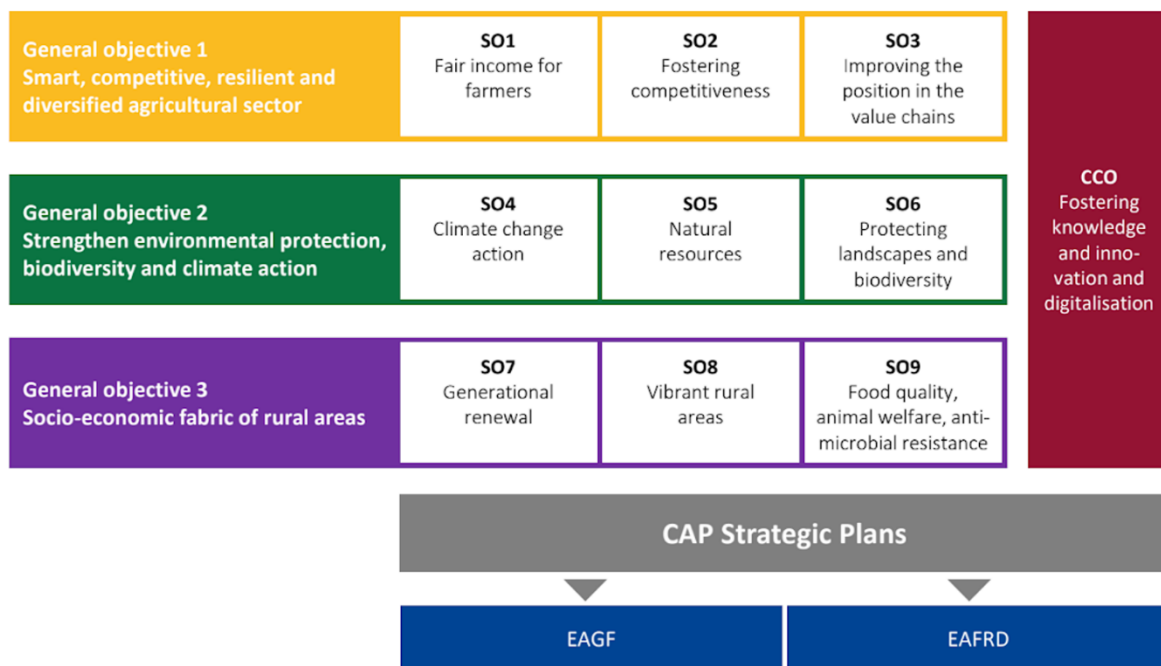 General objective 1
Smart, competitive, resilient and
diversified agricultural sector
SO1
Fair income for
farmers
SO2
Fostering
competitiveness
SO3
Improving the
position in the
value chains
General objective 2
Strengthen environmental protection,
biodiversity and climate action
SO4
Climate change
action
SO5
Natural
resources
SO6
Protecting
landscapes and
biodiversity
General objective 3
Socio-economic fabric of rural areas
SO7
Generational
renewal
SO8
Vibrant rural
areas
SO9
Food quality,
animal welfare, anti-
microbial resistance
CCO
Fostering
knowledge
and inno-
vation and
digitalisation
CAP Strategic Plans
EAGF
EAFRD